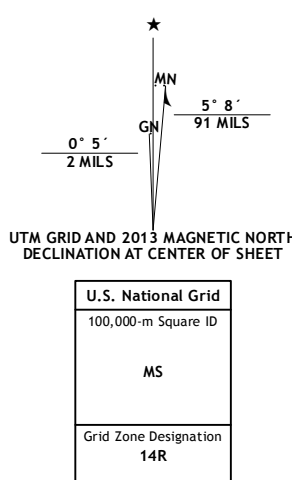 ★
MN
5° 8´
91 MILS
GN
0° 5´
2 MILS
UTM GRID AND 2013 MAGNETIC NORTH
DECLINATION AT CENTER OF SHEET
U.S. National Grid
100,000-m Square ID
MS
Grid Zone Designation
14R